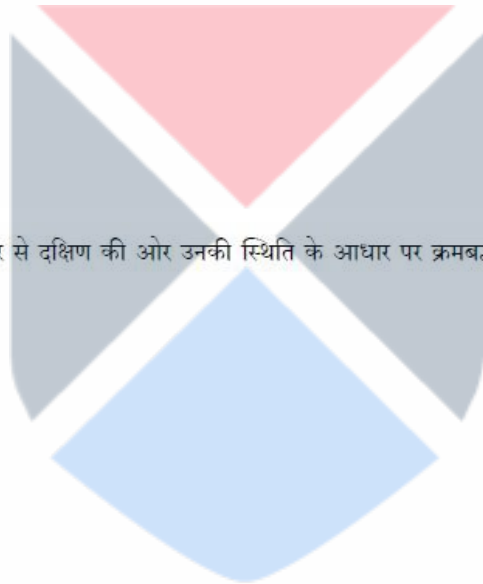 से दक्षिण की ओर उनकी स्थिति के आधार पर